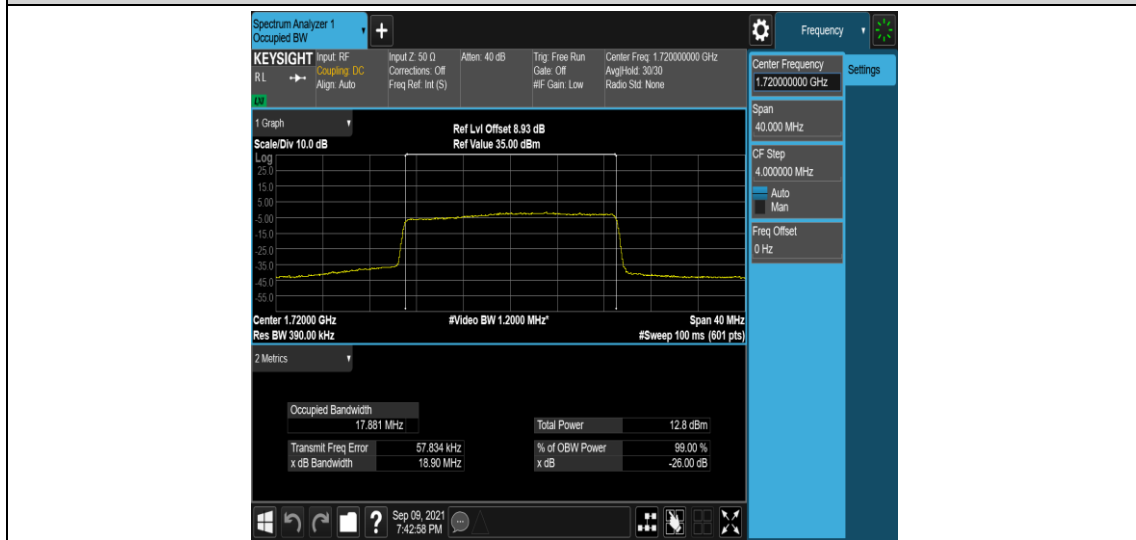 Spectrum Analyzer 1
Occupied BW
+
Frequency
KEYSIGHT
RL
LXI
Input: RF
Coupling: DC
Align: Auto
Input Z: 50 Ω
Corrections: Off
Freq Ref: Int (S)
Atten: 40 dB
Trig: Free Run
Gate: Off
#IF Gain: Low
Center Freq: 1.720000000 GHz
Avg|Hold: 30/30
Radio Std: None
Center Frequency
1.720000000 GHz
Settings
Span
40.000 MHz
CF Step
4.000000 MHz
Auto
Man
Freq Offset
0 Hz
1 Graph
Ref Lvl Offset 8.93 dB
Scale/Div 10.0 dB
Ref Value 35.00 dBm
Log
25.0
15.0
5.00
-5.00
-15.0
-25.0
-35.0
-45.0
-55.0
Center 1.72000 GHz
#Video BW 1.2000 MHz*
Span 40 MHz
Res BW 390.00 kHz
#Sweep 100 ms (601 pts)
2 Metrics
Occupied Bandwidth
17.881 MHz
Total Power 12.8 dBm
Transmit Freq Error 57.834 kHz
% of OBW Power 99.00 %
x dB Bandwidth 18.90 MHz
x dB -26.00 dB
?
Sep 09, 2021
7:42:58 PM